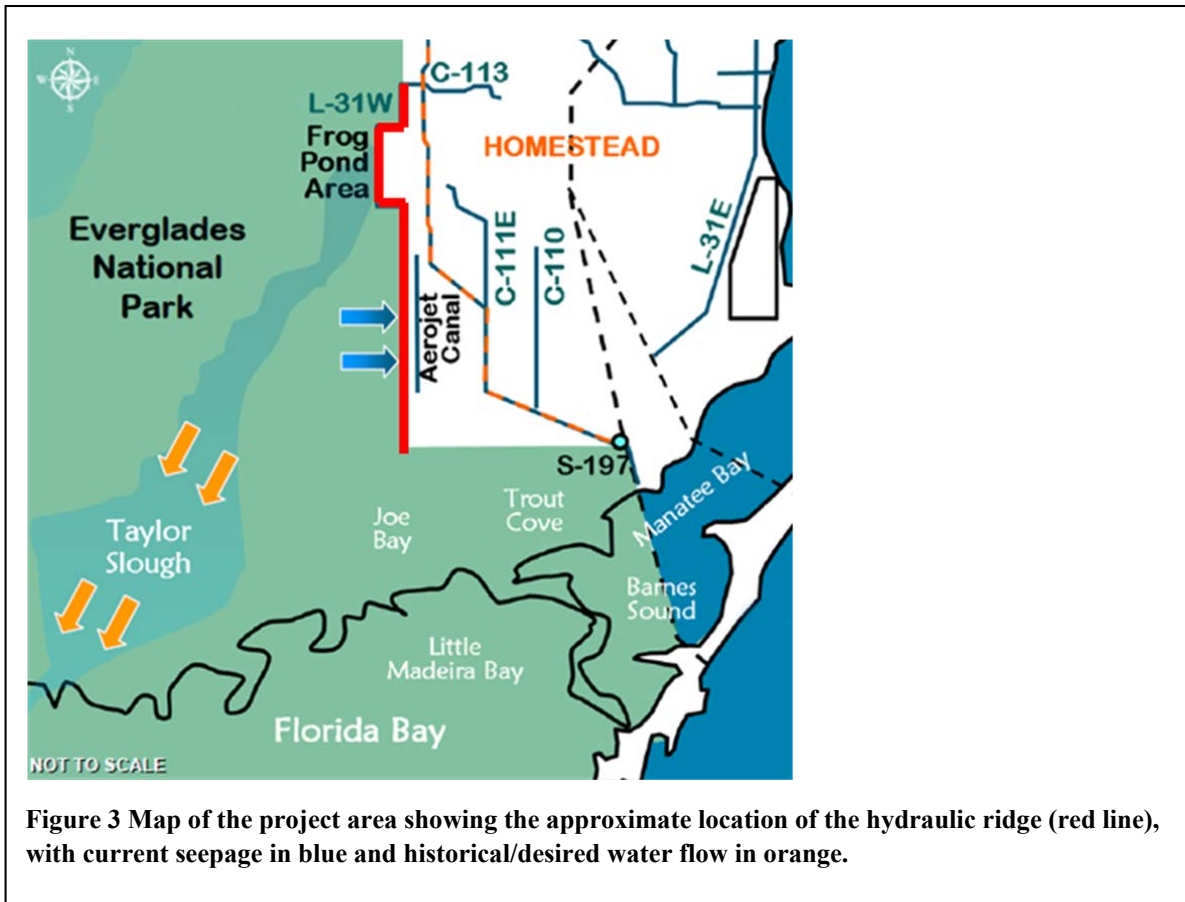 N
W E
S
C-113
L-31W
Frog
Pond
Area
HOMESTEAD
Everglades
National
Park
C-111E
C-110
L-31E
Aerojet
Canal
S-197
Manatee Bay
Trout
Cove
Joe
Bay
Taylor
Slough
Barnes
Sound
Little
Madeira Bay
Florida Bay
NOT TO SCALE
Figure 3 Map of the project area showing the approximate location of the hydraulic ridge (red line),
with current seepage in blue and historical/desired water flow in orange.